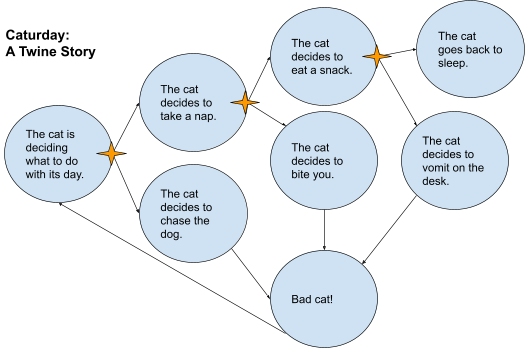 Caturday:
A Twine Story
The cat is
deciding
what to do
with its day.
The cat
decides to
take a nap.
The cat
decides to
chase the
dog.
The cat
decides to
eat a snack.
The cat
decides to
bite you.
The cat
goes back to
sleep.
The cat
decides to
vomit on the
desk.
Bad cat!